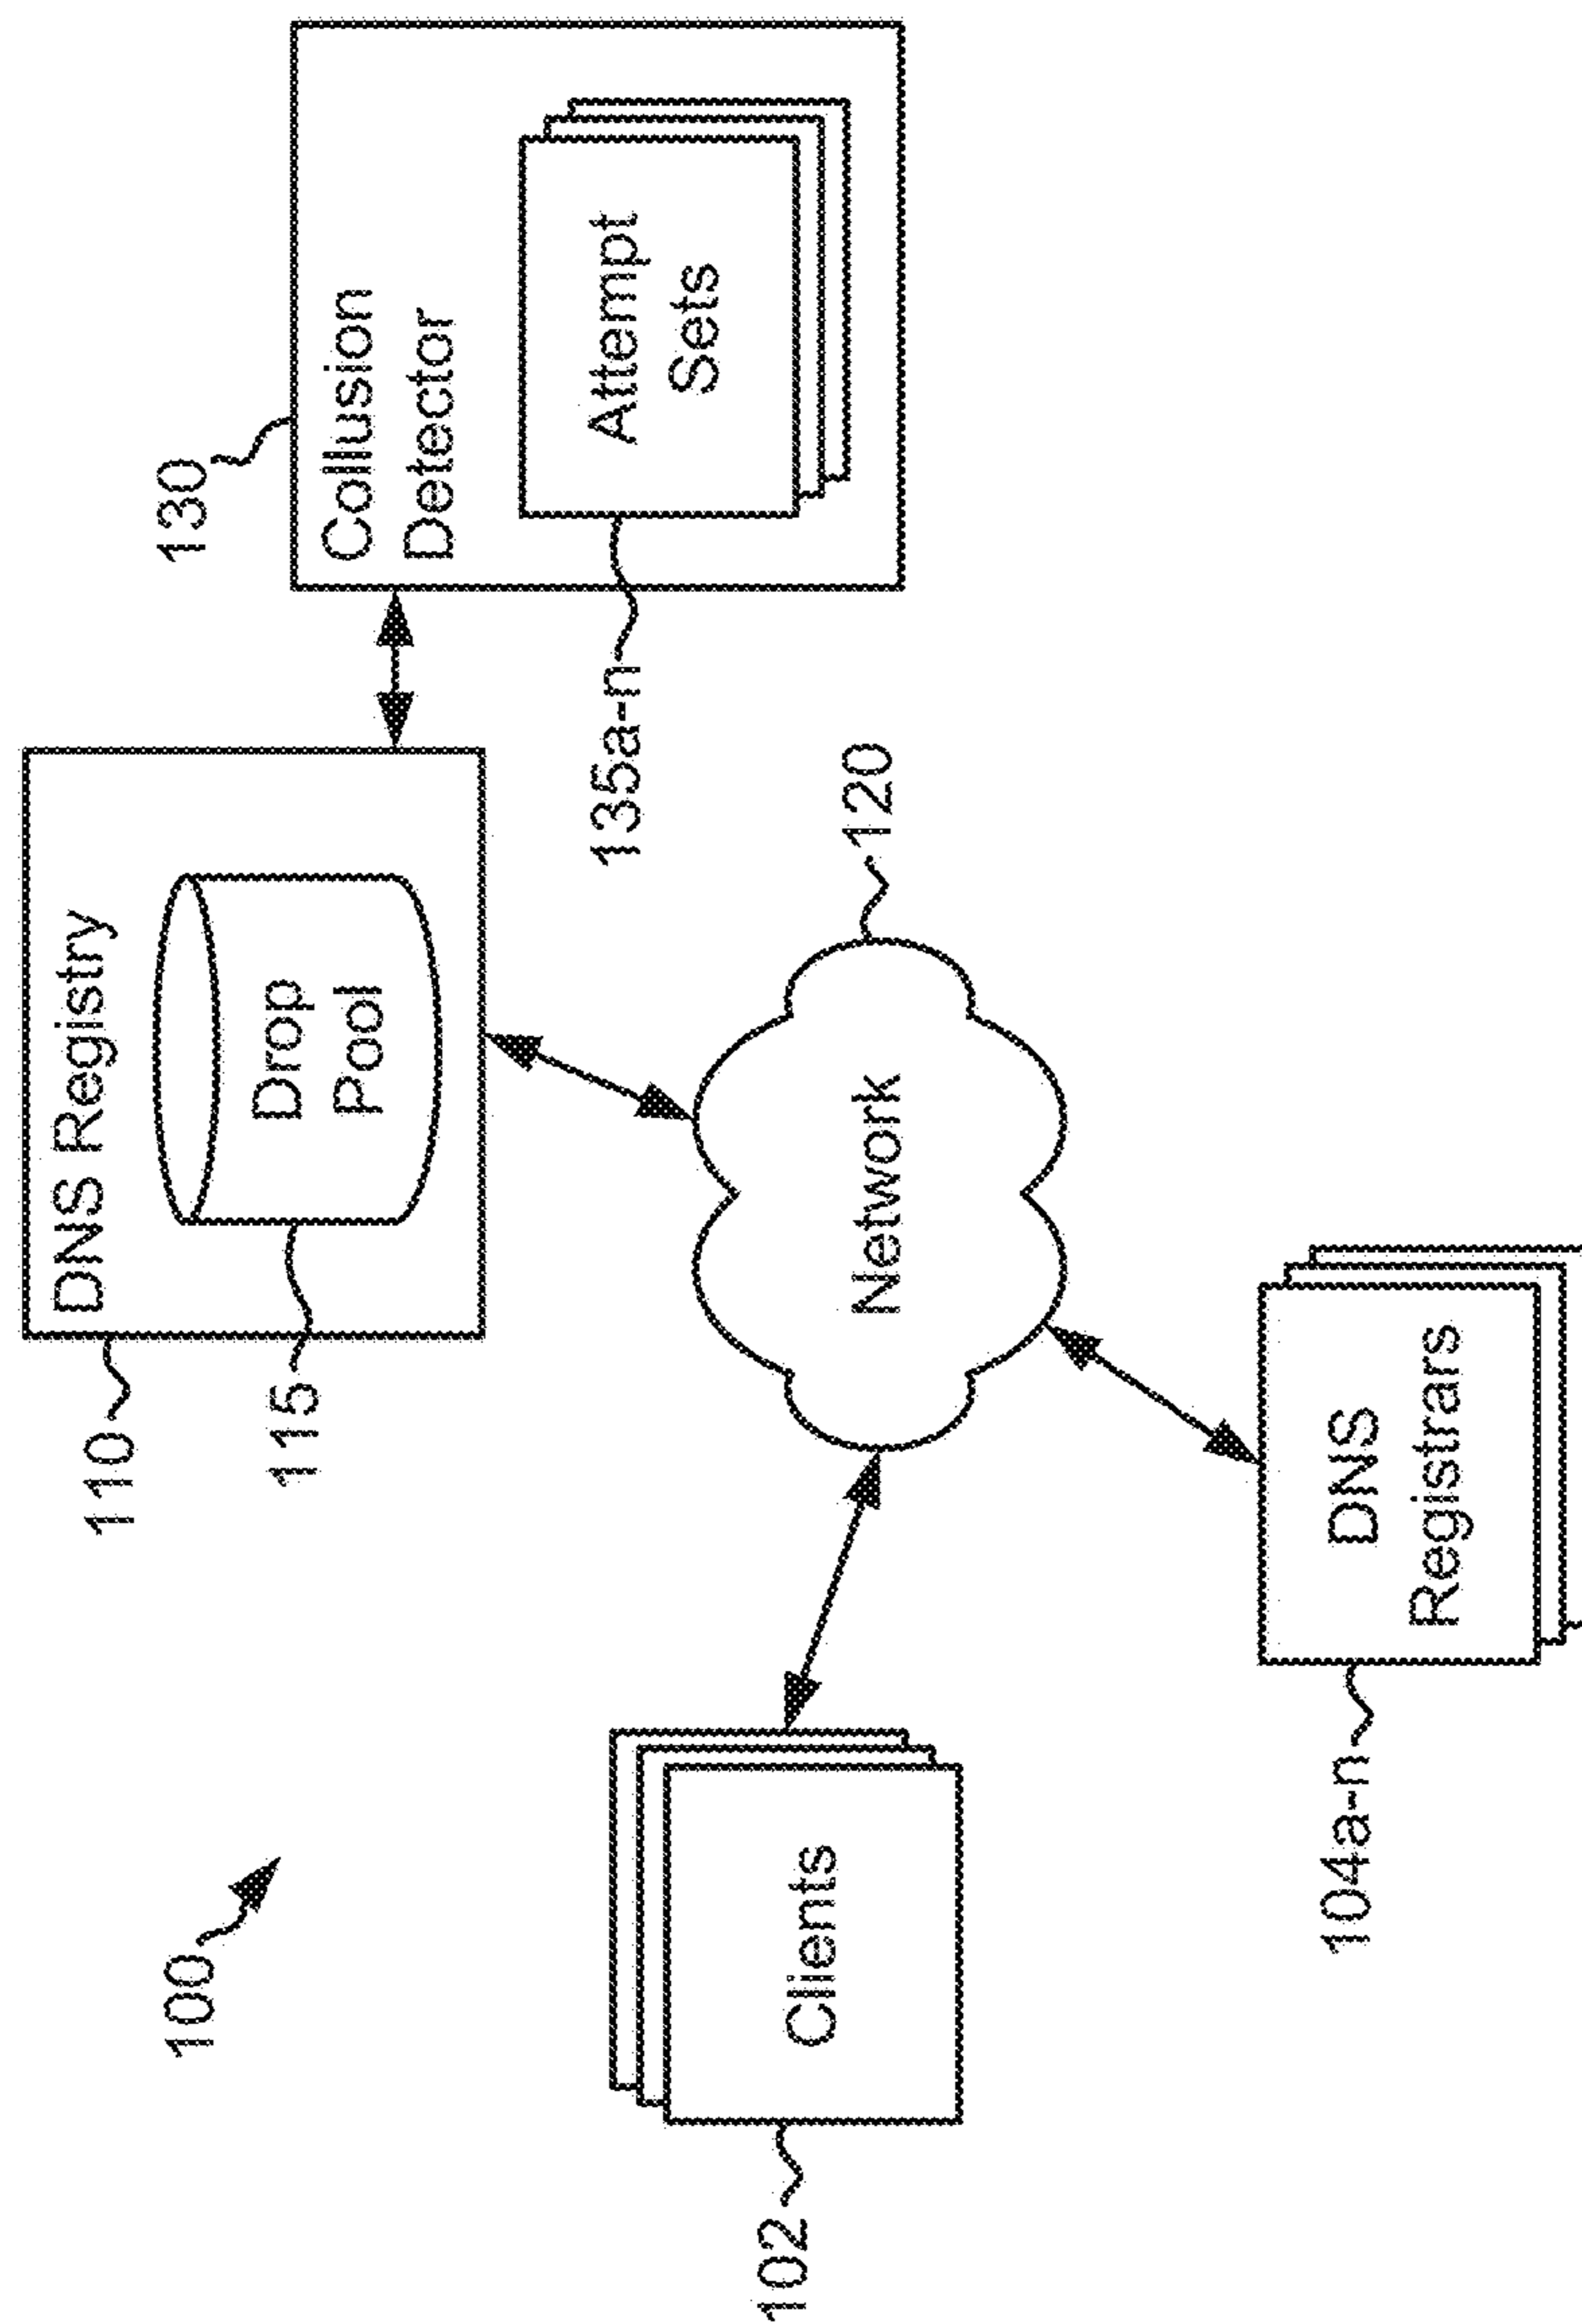 100
110
DNS Registry
115
Drop
Pool
130
Collusion
Detector
135a-n
Attempt
Sets
120
Network
102
Clients
104a-n
DNS
Registrars